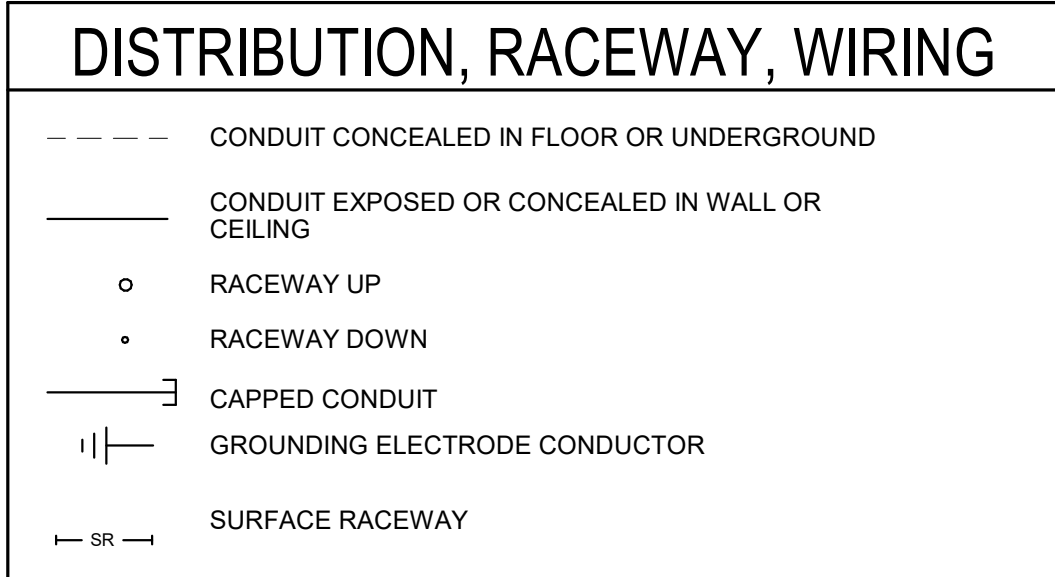 DISTRIBUTION, RACEWAY, WIRING
CONDUIT CONCEALED IN FLOOR OR UNDERGROUND
CONDUIT EXPOSED OR CONCEALED IN WALL OR
CEILING
RACEWAY UP
RACEWAY DOWN
CAPPED CONDUIT
GROUNDING ELECTRODE CONDUCTOR
SURFACE RACEWAY
SR